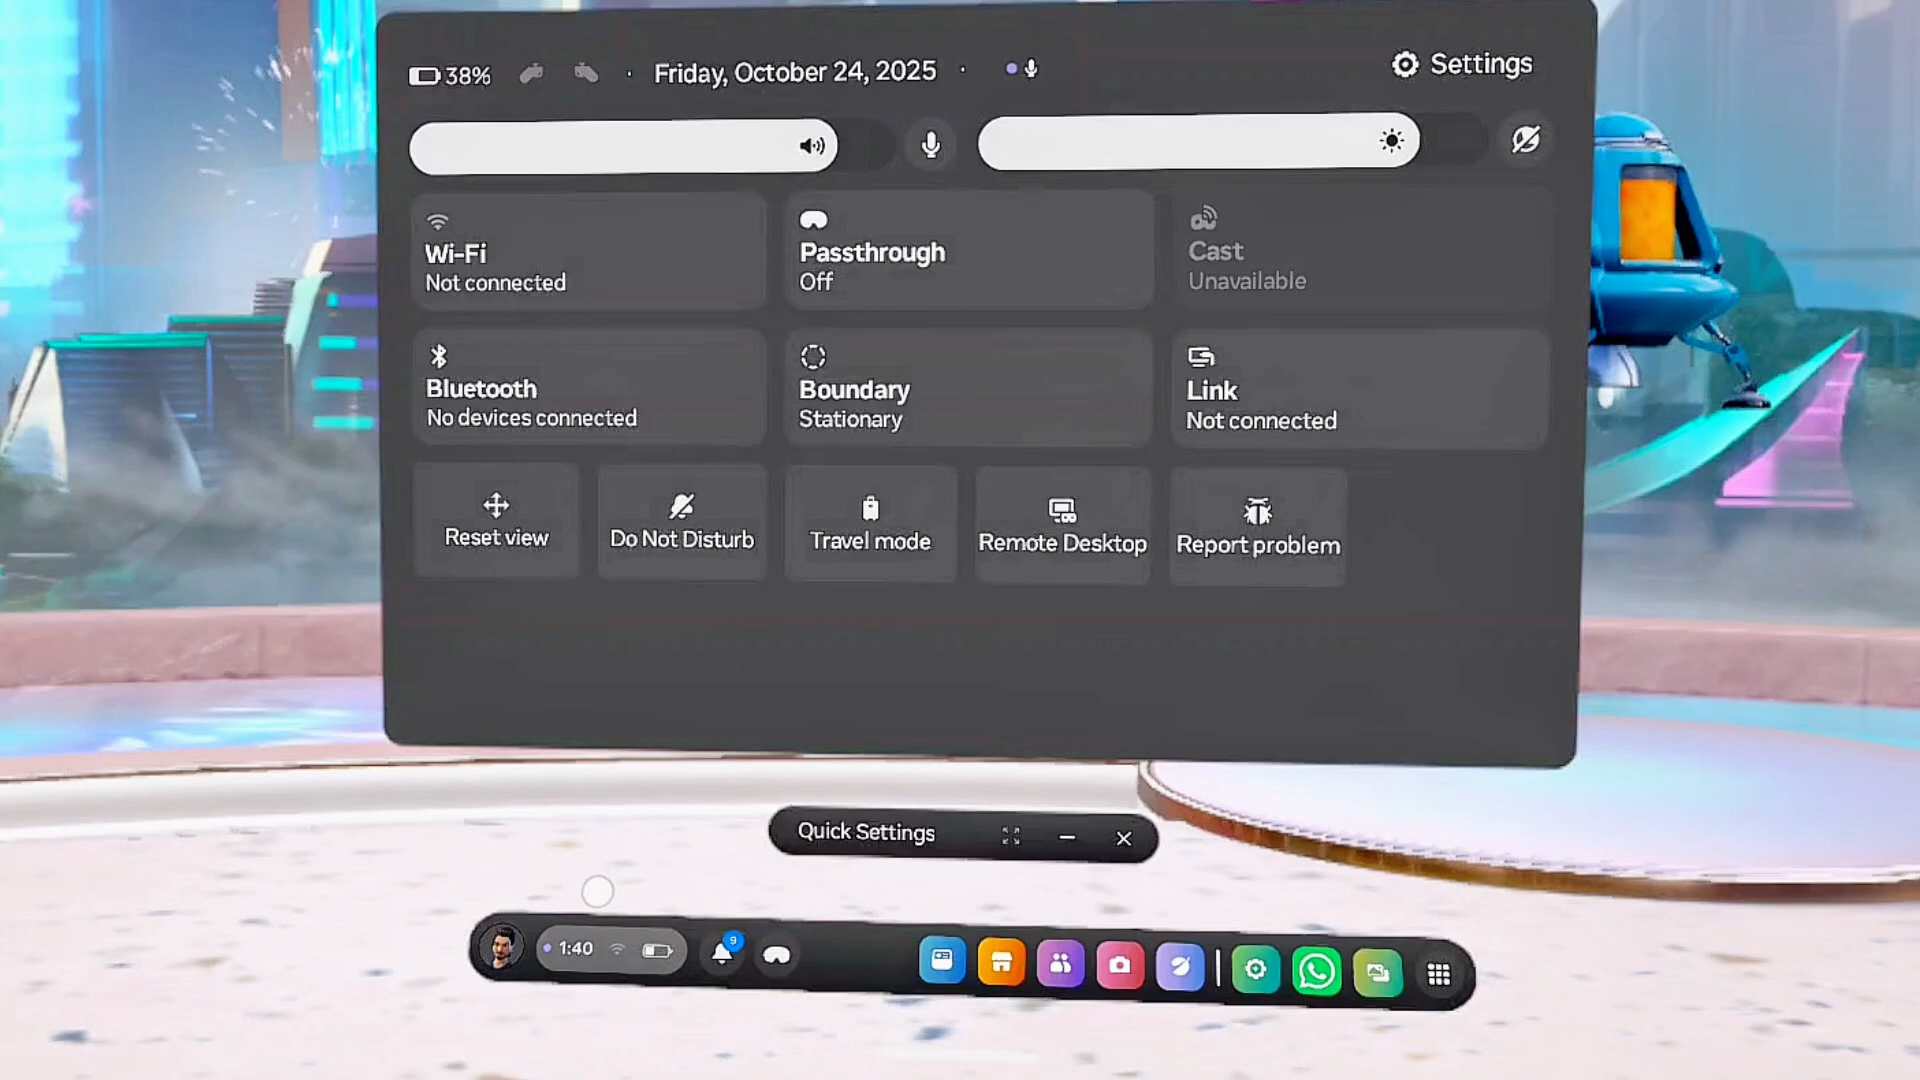 38% · Friday, October 24, 2025 ·
Settings
Wi-Fi
Not connected
Passthrough
Off
Cast
Unavailable
Bluetooth
No devices connected
Boundary
Stationary
Link
Not connected
Reset view
Do Not Disturb
Travel mode
Remote Desktop
Report problem
Quick Settings
1:40
9